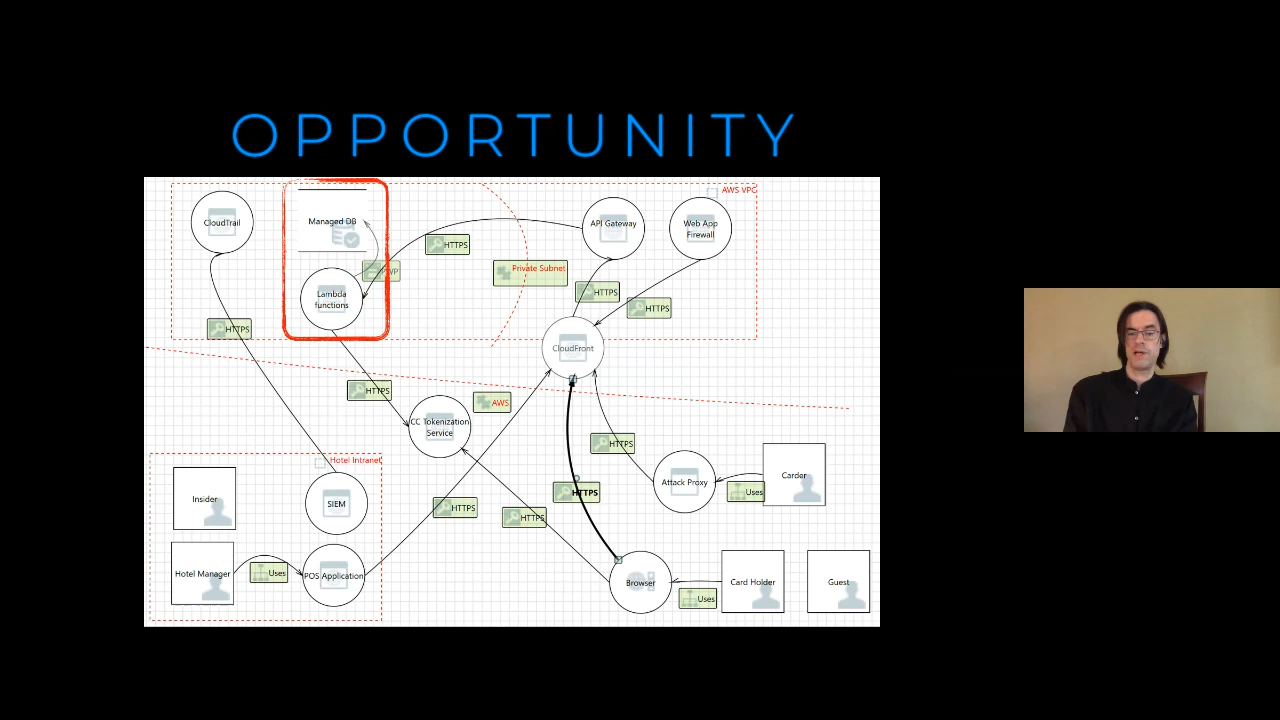 OPPORTUNITY
AWS VPC
CloudTrail
Managed DB
API Gateway
Web App
Firewall
HTTPS
Private Subnet
Lambda
functions
HTTPS
HTTPS
HTTPS
CloudFront
HTTPS
AWS
CC Tokenization
Service
HTTPS
Hotel Intranet
Carder
Attack Proxy
Uses
Insider
SIEM
HTTPS
HTTPS
HTTPS
Hotel Manager
Uses
POS Application
Browser
Card Holder
Guest
Uses